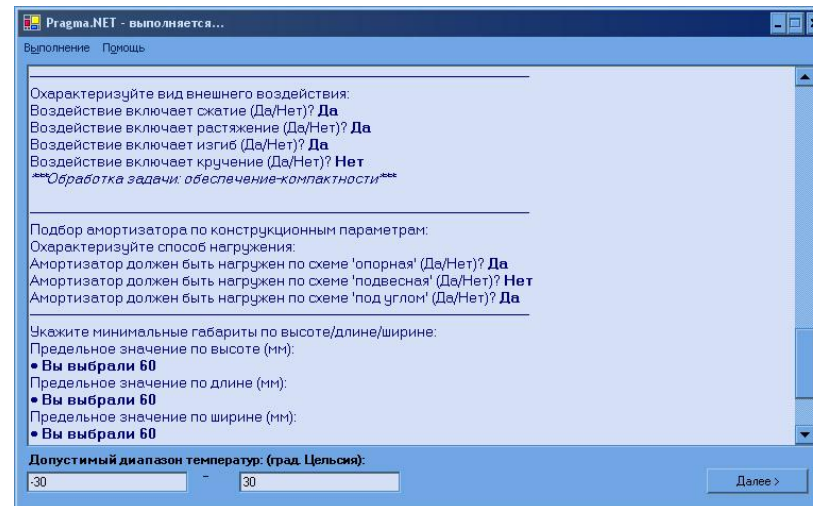 Pragma.NET - выполняется...
Выполнение Помощь
Охарактеризуйте вид внешнего воздействия:
Воздействие включает сжатие (Да/Нет)? Да
Воздействие включает растяжение (Да/Нет)? Да
Воздействие включает изгиб (Да/Нет)? Да
Воздействие включает кручение (Да/Нет)? Нет
***Обработка задачи: обеспечение-компактности***
Подбор амортизатора по конструкционным параметрам:
Охарактеризуйте способ нагружения:
Амортизатор должен быть нагружен по схеме 'опорная' (Да/Нет)? Да
Амортизатор должен быть нагружен по схеме 'подвесная' (Да/Нет)? Нет
Амортизатор должен быть нагружен по схеме 'под углом' (Да/Нет)? Да
Укажите минимальные габариты по высоте/длине/ширине:
Предельное значение по высоте (мм):
• Вы выбрали 60
Предельное значение по длине (мм):
• Вы выбрали 60
Предельное значение по ширине (мм):
• Вы выбрали 60
Допустимый диапазон температур: (град. Цельсия):
-30 – 30
Далее >